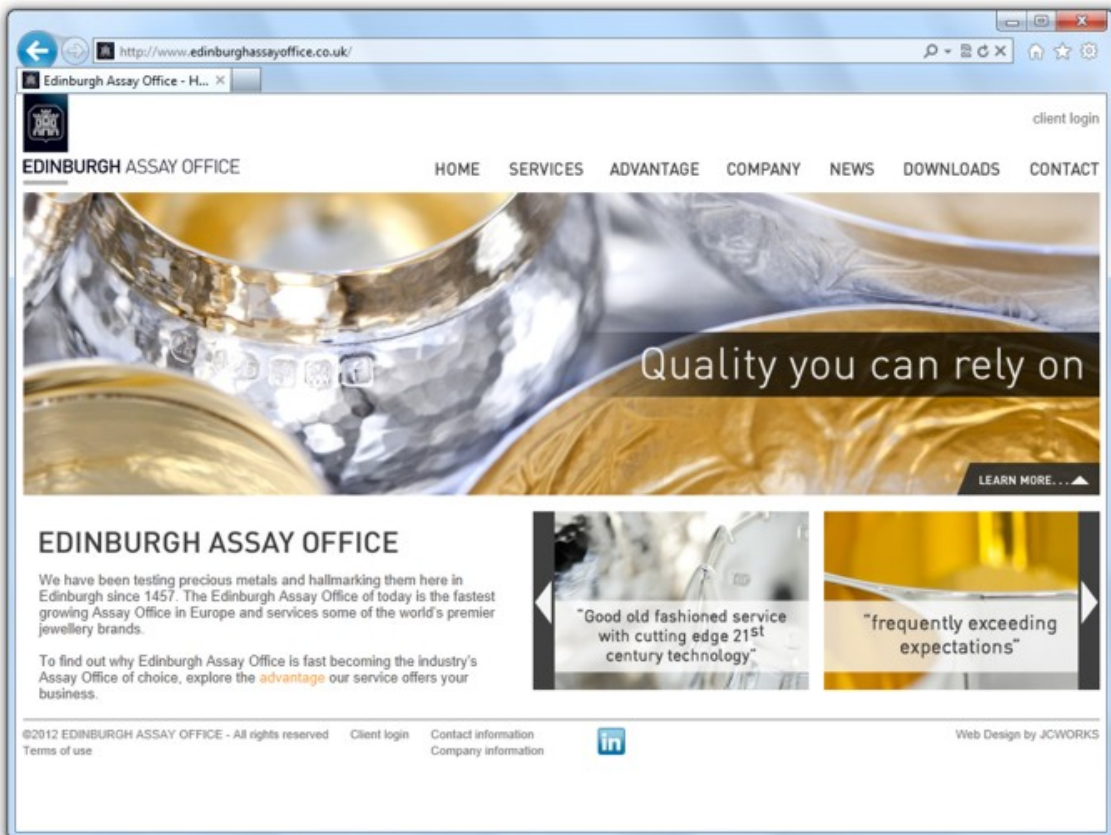 http://www.edinburghassayoffice.co.uk/
Edinburgh Assay Office - H...
client login
EDINBURGH ASSAY OFFICE
HOME SERVICES ADVANTAGE COMPANY NEWS DOWNLOADS CONTACT
Quality you can rely on
LEARN MORE...
EDINBURGH ASSAY OFFICE
We have been testing precious metals and hallmarking them here in
Edinburgh since 1457. The Edinburgh Assay Office of today is the fastest
growing Assay Office in Europe and services some of the world's premier
jewellery brands.
To find out why Edinburgh Assay Office is fast becoming the industry's
Assay Office of choice, explore the advantage our service offers your
business.
"Good old fashioned service
with cutting edge 21st
century technology"
"frequently exceeding
expectations"
©2012 EDINBURGH ASSAY OFFICE - All rights reserved Client login Contact information
Terms of use Company information
in
Web Design by JCWORKS